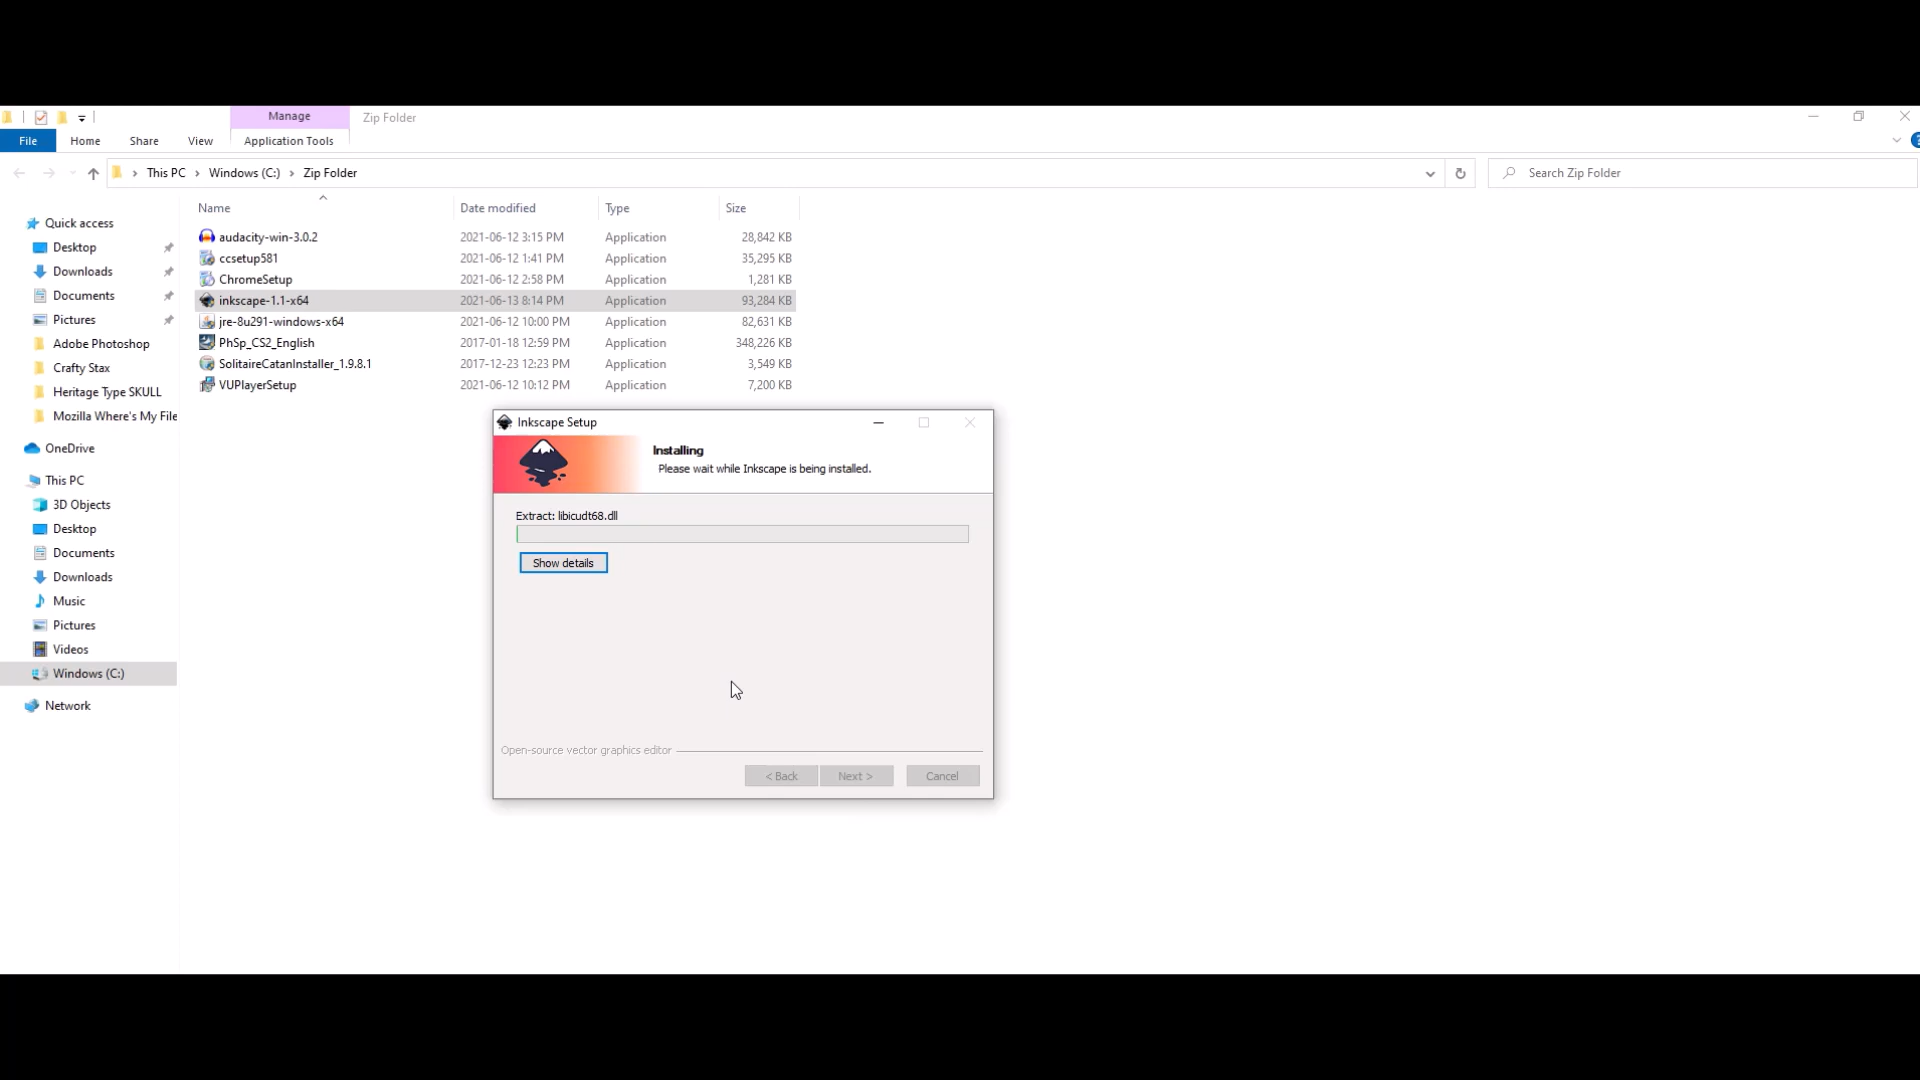 Manage
Zip Folder
File
Home
Share
View
Application Tools
This PC
Windows (C:)
Zip Folder
Search Zip Folder
Name
Date modified
Type
Size
audacity-win-3.0.2 2021-06-12 3:15 PM Application 28,842 KB
ccsetup581 2021-06-12 1:41 PM Application 35,295 KB
ChromeSetup 2021-06-12 2:58 PM Application 1,281 KB
inkscape-1.1-x64 2021-06-13 8:14 PM Application 93,284 KB
jre-8u291-windows-x64 2021-06-12 10:00 PM Application 82,631 KB
PhSp_CS2_English 2017-01-18 12:59 PM Application 348,226 KB
SolitaireCatanInstaller_1.9.8.1 2017-12-23 12:23 PM Application 3,549 KB
VUPlayerSetup 2021-06-12 10:12 PM Application 7,200 KB
Quick access
Desktop
Downloads
Documents
Pictures
Adobe Photoshop
Crafty Stax
Heritage Type SKULL
Mozilla Where's My File
OneDrive
This PC
3D Objects
Desktop
Documents
Downloads
Music
Pictures
Videos
Windows (C:)
Network
Inkscape Setup
Installing
Please wait while Inkscape is being installed.
Extract: libicudt68.dll
Show details
Open-source vector graphics editor
< Back
Next >
Cancel